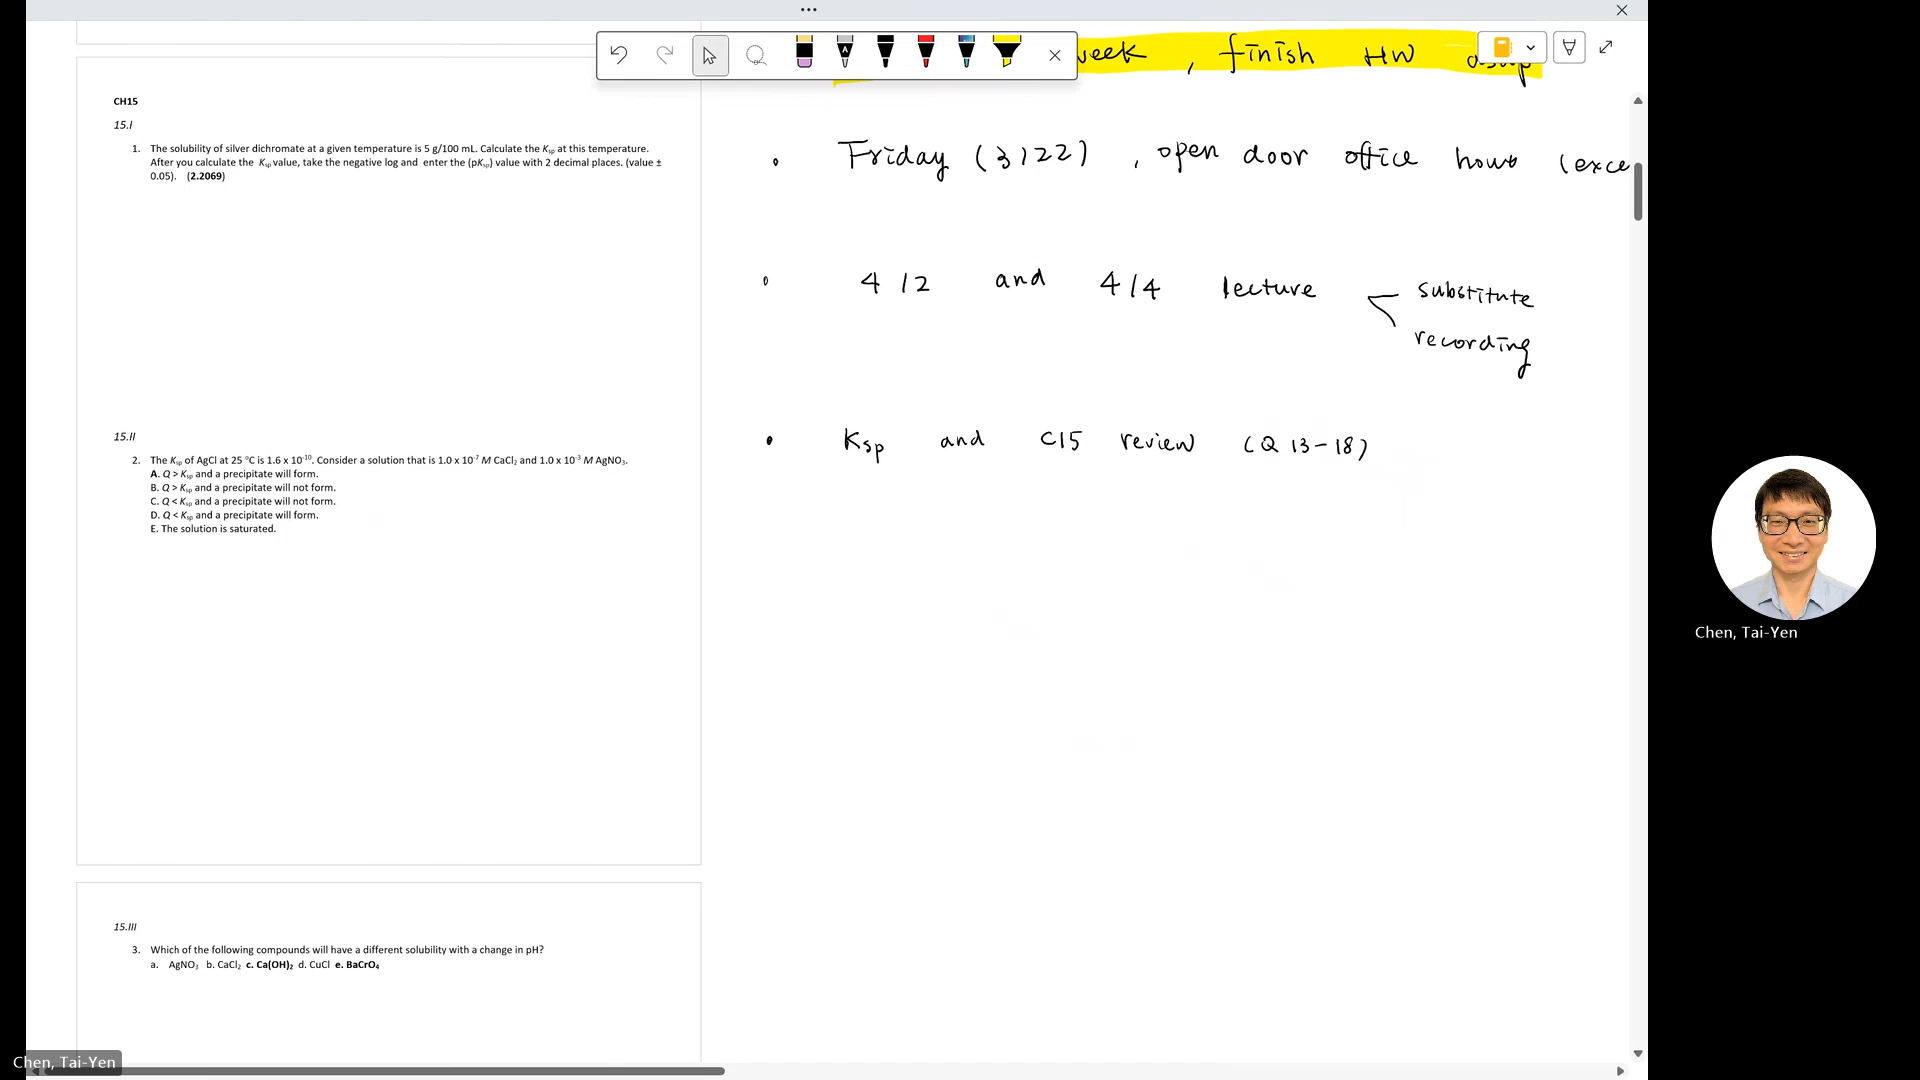 CH15
15.I
1. The solubility of silver dichromate at a given temperature is 5 g/100 mL. Calculate the Ksp at this temperature.
After you calculate the Ksp value, take the negative log and enter the (pKsp) value with 2 decimal places. (value ±
0.05). (2.2069)
15.II
2. The Ksp of AgCl at 25 °C is 1.6 x 10⁻¹⁰. Consider a solution that is 1.0 x 10⁻⁷ M CaCl₂ and 1.0 x 10⁻³ M AgNO₃.
A. Q > Ksp and a precipitate will form.
B. Q > Ksp and a precipitate will not form.
C. Q < Ksp and a precipitate will not form.
D. Q < Ksp and a precipitate will form.
E. The solution is saturated.
15.III
3. Which of the following compounds will have a different solubility with a change in pH?
a. AgNO₃ b. CaCl₂ c. Ca(OH)₂ d. CuCl e. BaCrO₄
week, finish HW asap
• Friday (3/22), open door office hours (exce
• 4/2 and 4/4 lecture < substitute
recording
• Ksp and C15 review (Q 13-18)
Chen, Tai-Yen
Chen, Tai-Yen